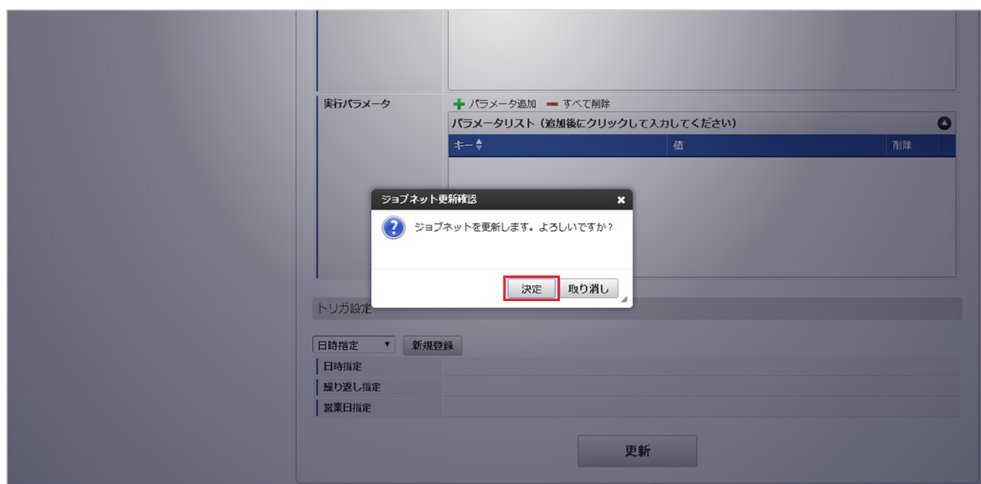 実行パラメータ
パラメータ追加 すべて削除
パラメータリスト（追加後にクリックして入力してください）
キー 値 削除
ジョブネット更新確認
ジョブネットを更新します。よろしいですか？
決定 取り消し
トリガ設定
日時指定 新規登録
日時指定
繰り返し指定
営業日指定
更新